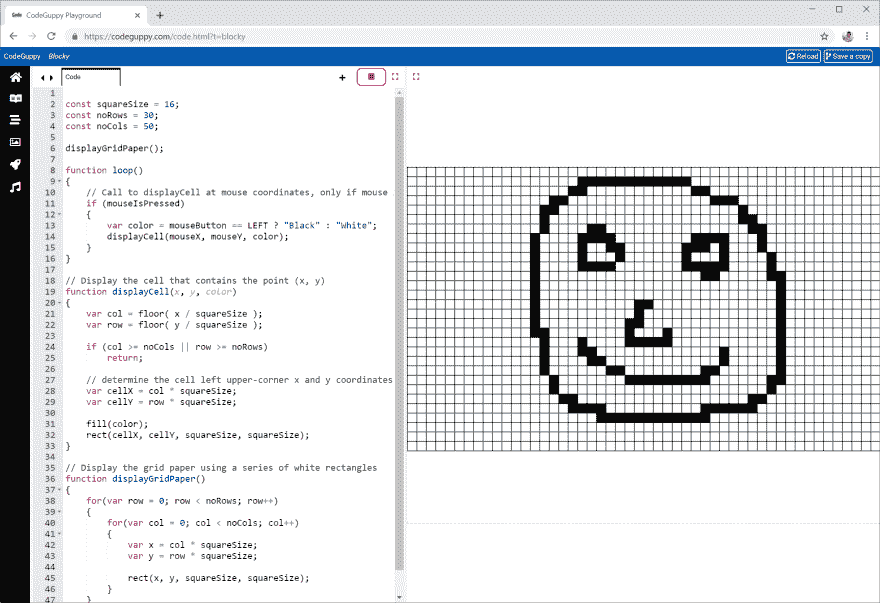 CodeGuppy Playground
https://codeguppy.com/code.html?t=blocky
CodeGuppy Blocky
Reload Save a copy
Code
1
2 const squareSize = 16;
3 const noRows = 30;
4 const noCols = 50;
5
6 displayGridPaper();
7
8 function loop()
9 {
10 // Call to displayCell at mouse coordinates, only if mouse
11 if (mouseIsPressed)
12 {
13 var color = mouseButton == LEFT ? "Black" : "White";
14 displayCell(mouseX, mouseY, color);
15 }
16 }
17
18 // Display the cell that contains the point (x, y)
19 function displayCell(x, y, color)
20 {
21 var col = floor( x / squareSize );
22 var row = floor( y / squareSize );
23
24 if (col >= noCols || row >= noRows)
25 return;
26
27 // determine the cell left upper-corner x and y coordinates
28 var cellX = col * squareSize;
29 var cellY = row * squareSize;
30
31 fill(color);
32 rect(cellX, cellY, squareSize, squareSize);
33 }
34
35 // Display the grid paper using a series of white rectangles
36 function displayGridPaper()
37 {
38 for(var row = 0; row < noRows; row++)
39 {
40 for(var col = 0; col < noCols; col++)
41 {
42 var x = col * squareSize;
43 var y = row * squareSize;
44
45 rect(x, y, squareSize, squareSize);
46 }
47 }